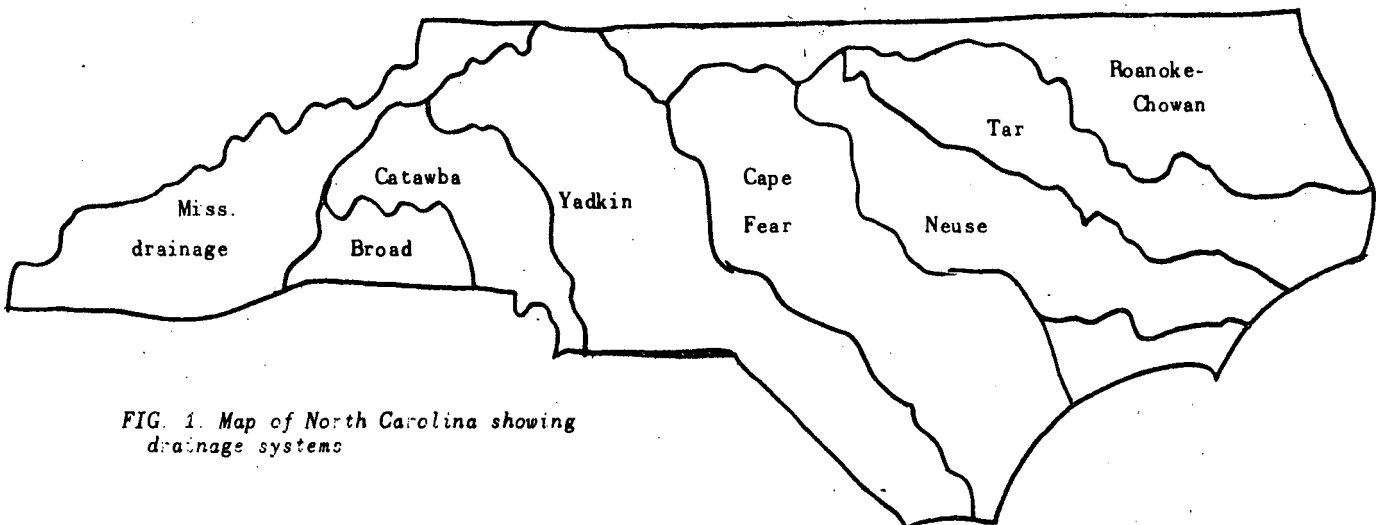 Roanoke-
Chowan
Tar
Catawba
Cape
Fear
Yadkin
Miss.
drainage
Broad
Neuse
FIG. 1. Map of North Carolina showing
drainage systems